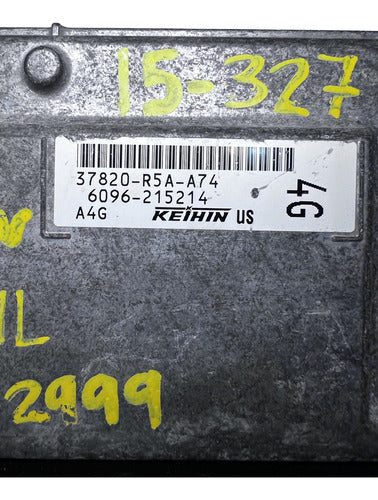 15-327
37820-R5A-A74
6096-215214
A4G KEIHIN US
4G
2999